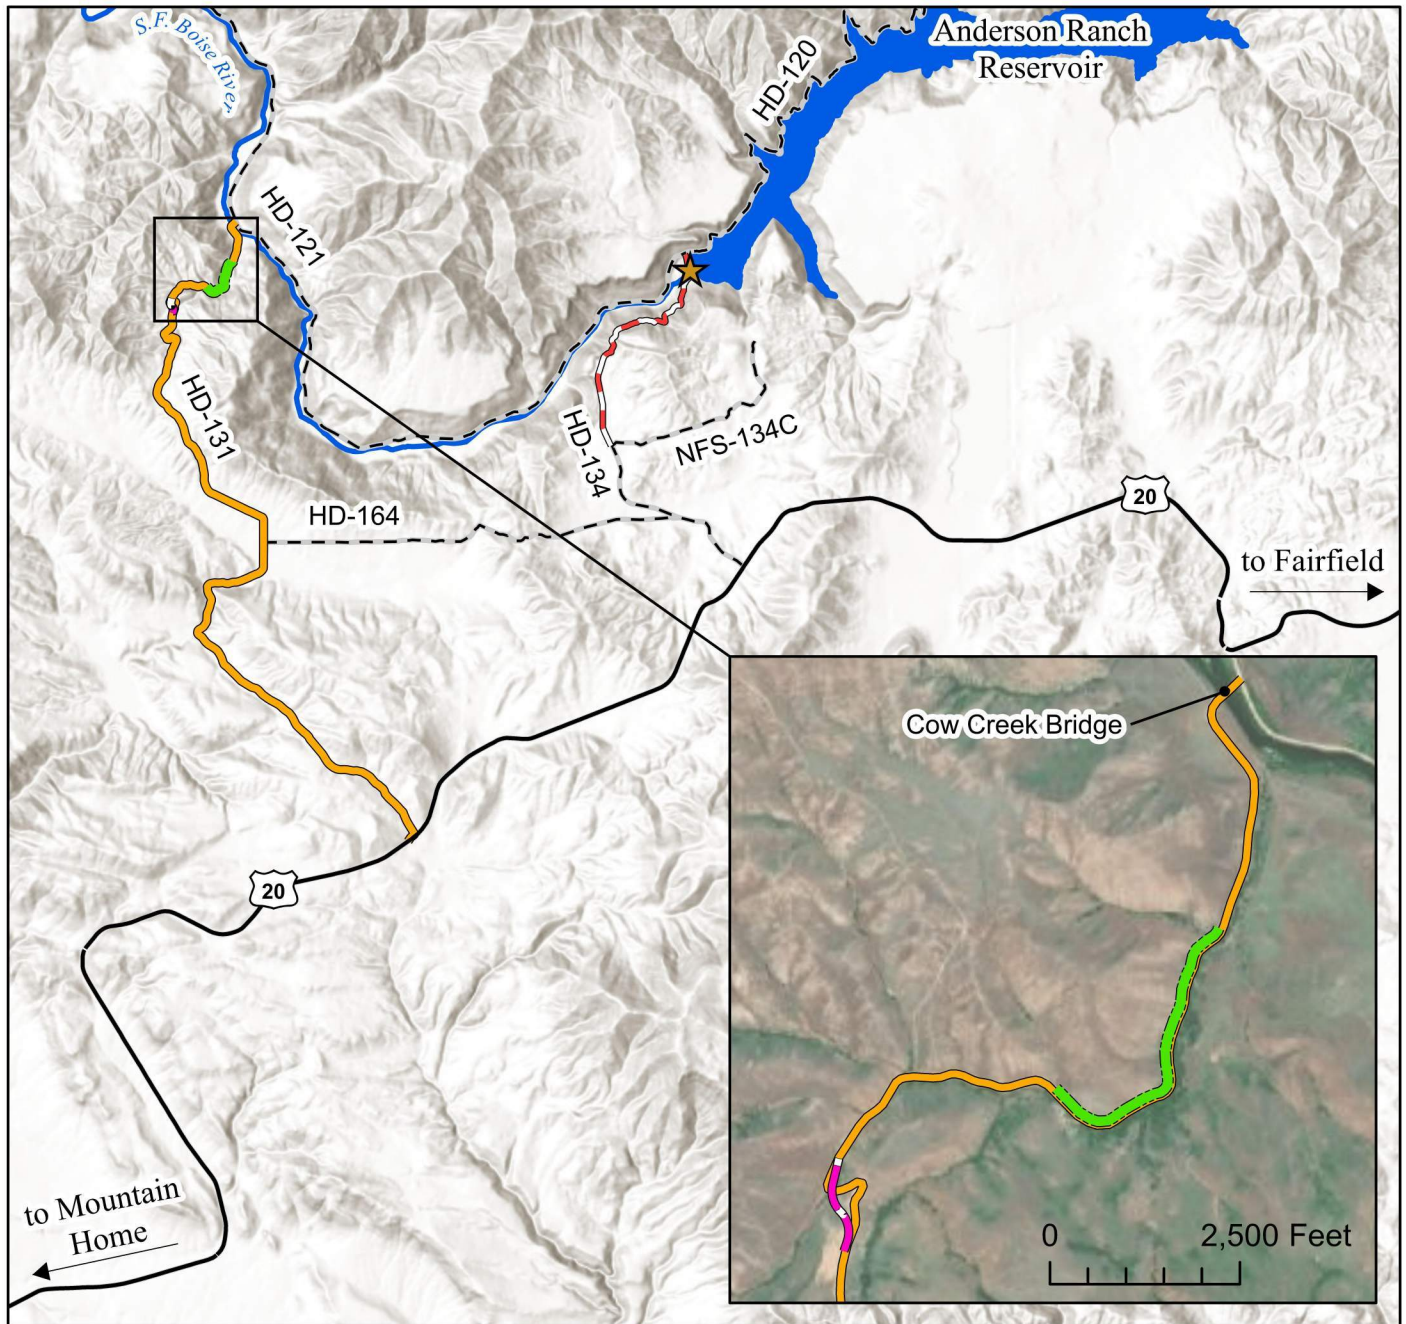 S.F. Boise River
Anderson Ranch
Reservoir
HD-120
HD-121
HD-131
HD-134
NFS-134C
HD-164
20
to Fairfield
Cow Creek Bridge
20
to Mountain
Home
0 2,500 Feet